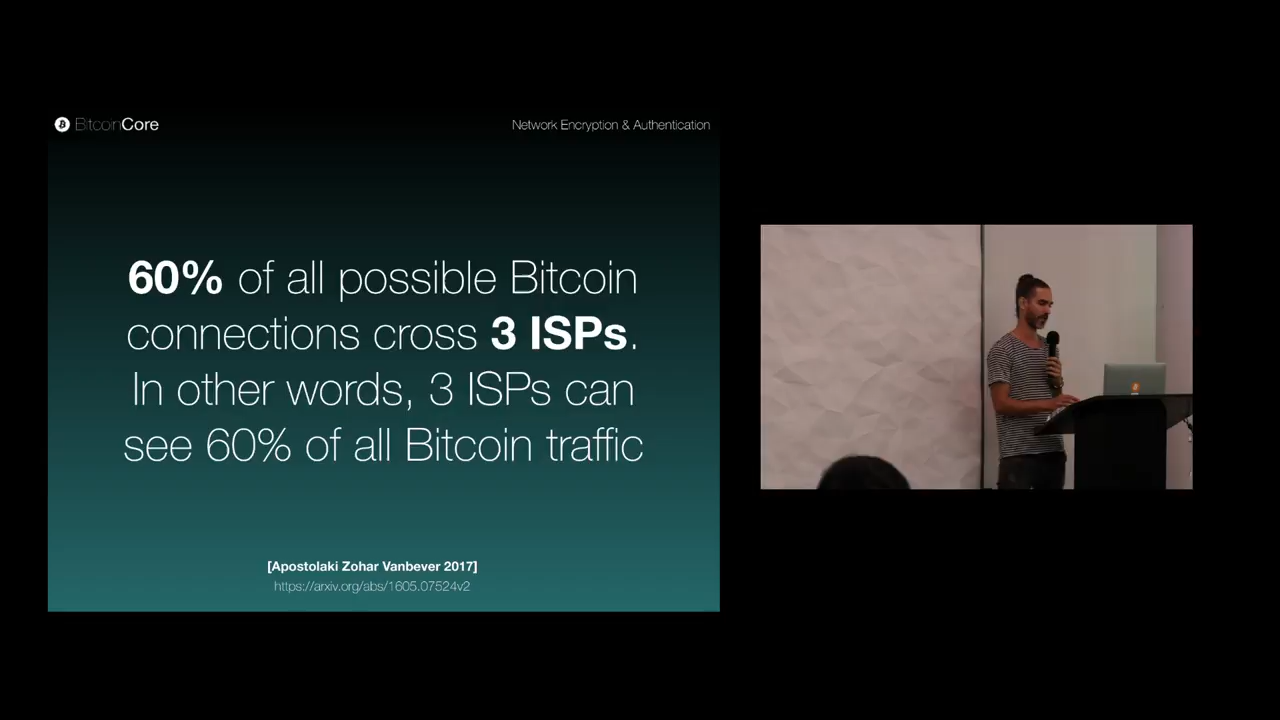 BitcoinCore
Network Encryption & Authentication
60% of all possible Bitcoin
connections cross 3 ISPs.
In other words, 3 ISPs can
see 60% of all Bitcoin traffic
[Apostolaki Zohar Vanbever 2017]
https://arxiv.org/abs/1605.07524v2